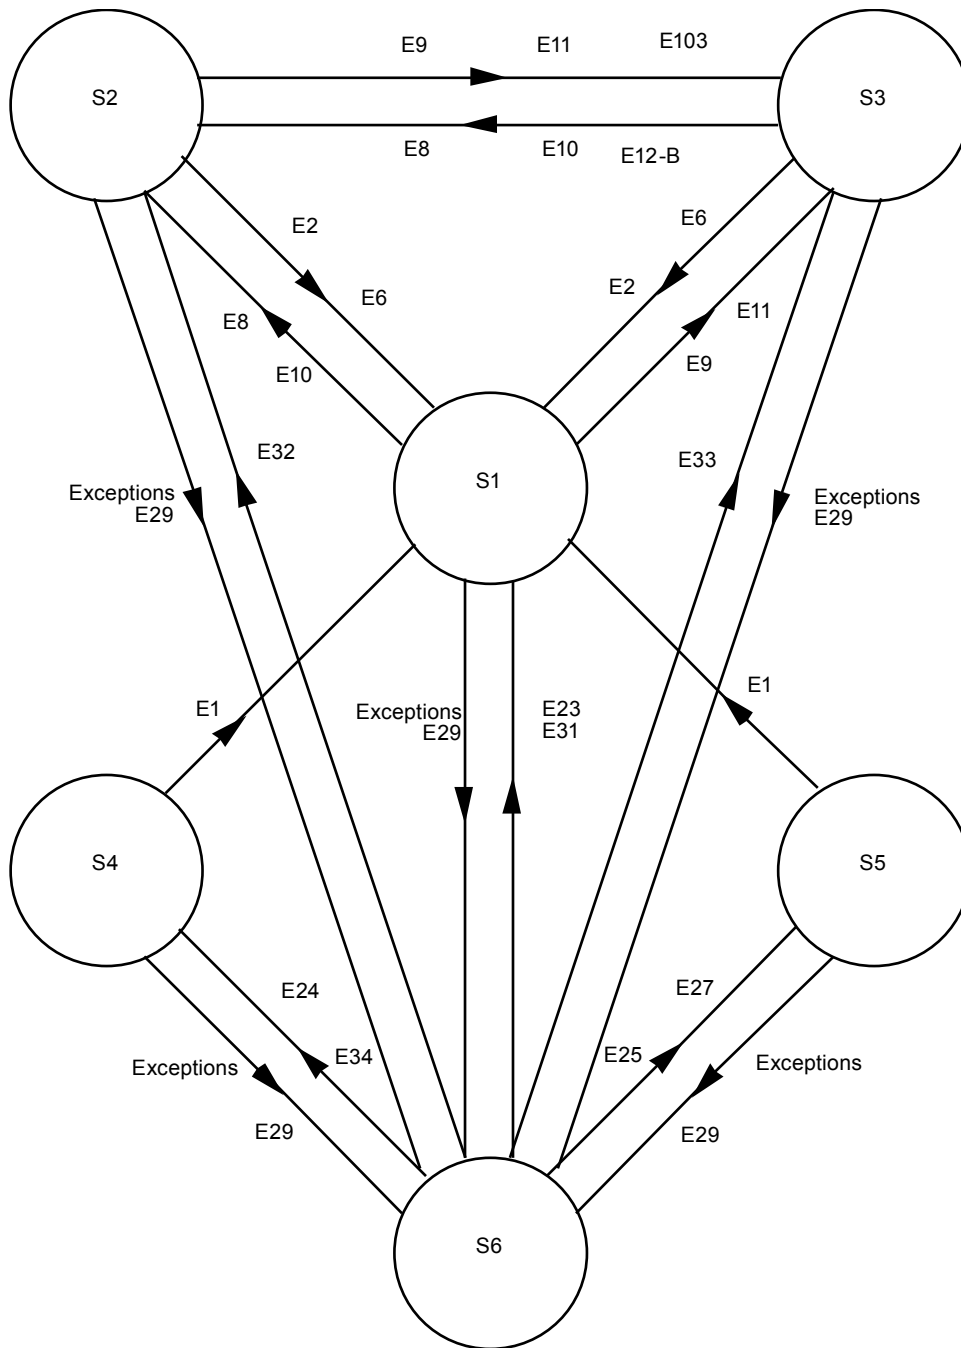 E9 E11 E103
S2 S3
E8 E10 E12-B
E2 E6
E6 E2
E8 E11
E10 E9
E32 E33
S1
Exceptions
E29
Exceptions
E29
E1 E1
Exceptions
E29
E23
E31
S4 S5
E24 E27
E34 E25
Exceptions Exceptions
E29 E29
S6